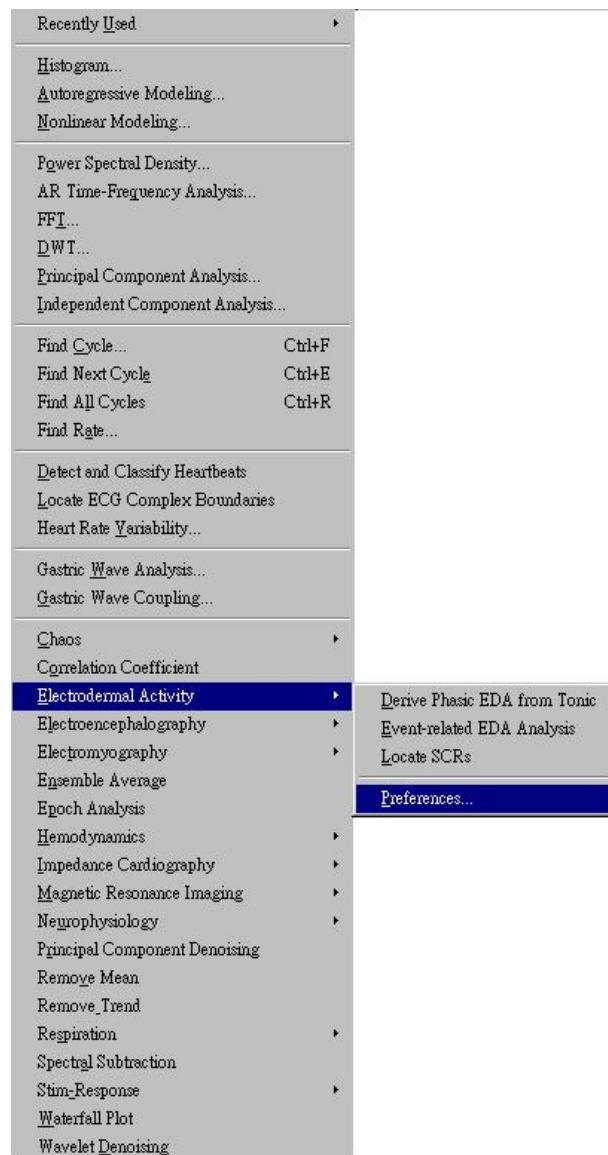 Recently Used
Histogram...
Autoregressive Modeling...
Nonlinear Modeling...
Power Spectral Density...
AR Time-Frequency Analysis...
FFT...
DWT...
Principal Component Analysis...
Independent Component Analysis...
Find Cycle... Ctrl+F
Find Next Cycle Ctrl+E
Find All Cycles Ctrl+R
Find Rate...
Detect and Classify Heartbeats
Locate ECG Complex Boundaries
Heart Rate Variability...
Gastric Wave Analysis...
Gastric Wave Coupling...
Chaos
Correlation Coefficient
Electrodermal Activity
Electroencephalography
Electromyography
Ensemble Average
Epoch Analysis
Hemodynamics
Impedance Cardiography
Magnetic Resonance Imaging
Neurophysiology
Principal Component Denoising
Remove Mean
Remove_Trend
Respiration
Spectral Subtraction
Stim-Response
Waterfall Plot
Wavelet Denoising
Derive Phasic EDA from Tonic
Event-related EDA Analysis
Locate SCRs
Preferences...